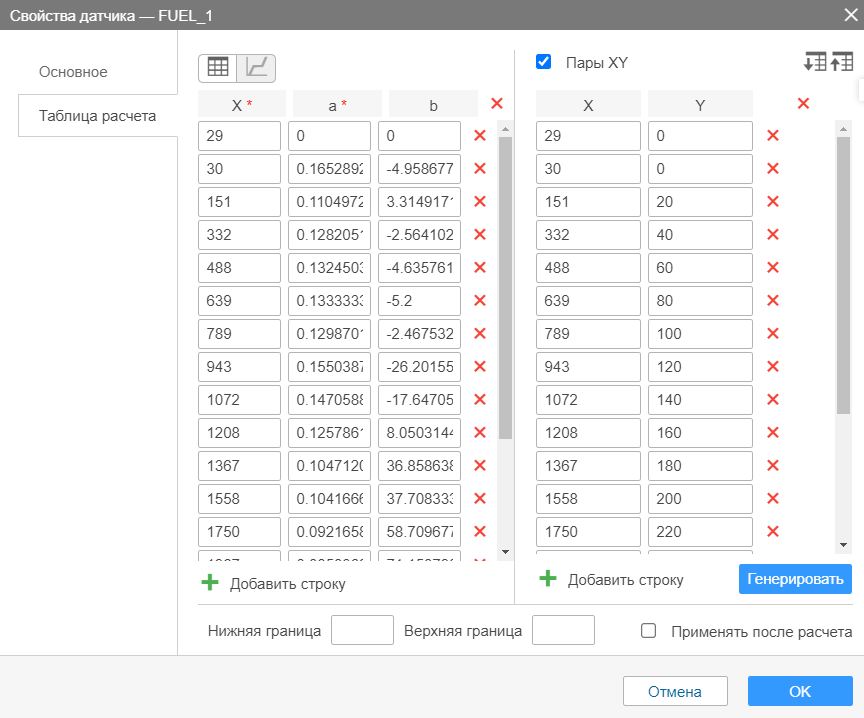 Свойства датчика — FUEL_1
Основное
Таблица расчета
Пары XY
X * a * b
X Y
29 0 0
30 0.1652892 -4.958677
151 0.1104972 3.3149171
332 0.1282051 -2.564102
488 0.1324503 -4.635761
639 0.1333333 -5.2
789 0.1298701 -2.467532
943 0.1550387 -26.20155
1072 0.1470588 -17.64705
1208 0.1257861 8.0503144
1367 0.1047120 36.858638
1558 0.1041666 37.708333
1750 0.0921658 58.709677
29 0
30 0
151 20
332 40
488 60
639 80
789 100
943 120
1072 140
1208 160
1367 180
1558 200
1750 220
Добавить строку
Добавить строку
Генерировать
Нижняя граница
Верхняя граница
Применять после расчета
Отмена
OK